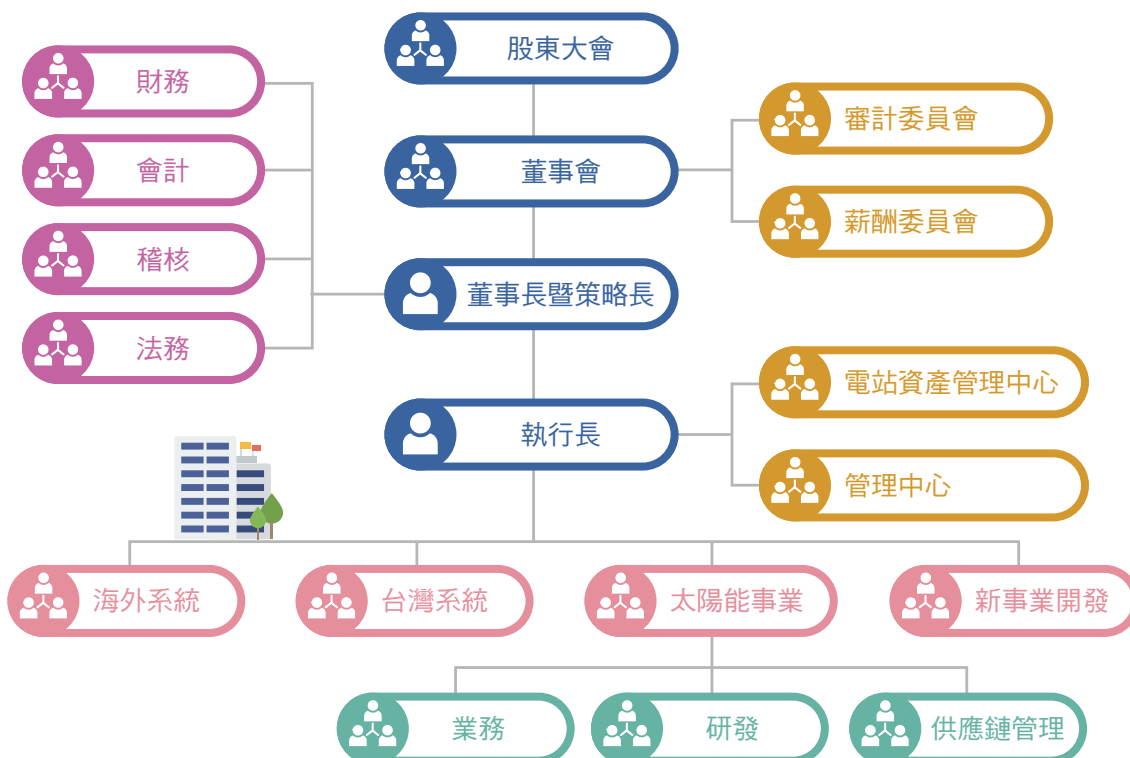 股東大會
財務
審計委員會
會計
董事會
薪酬委員會
稽核
董事長暨策略長
法務
電站資產管理中心
執行長
管理中心
海外系統
台灣系統
太陽能事業
新事業開發
業務
研發
供應鏈管理